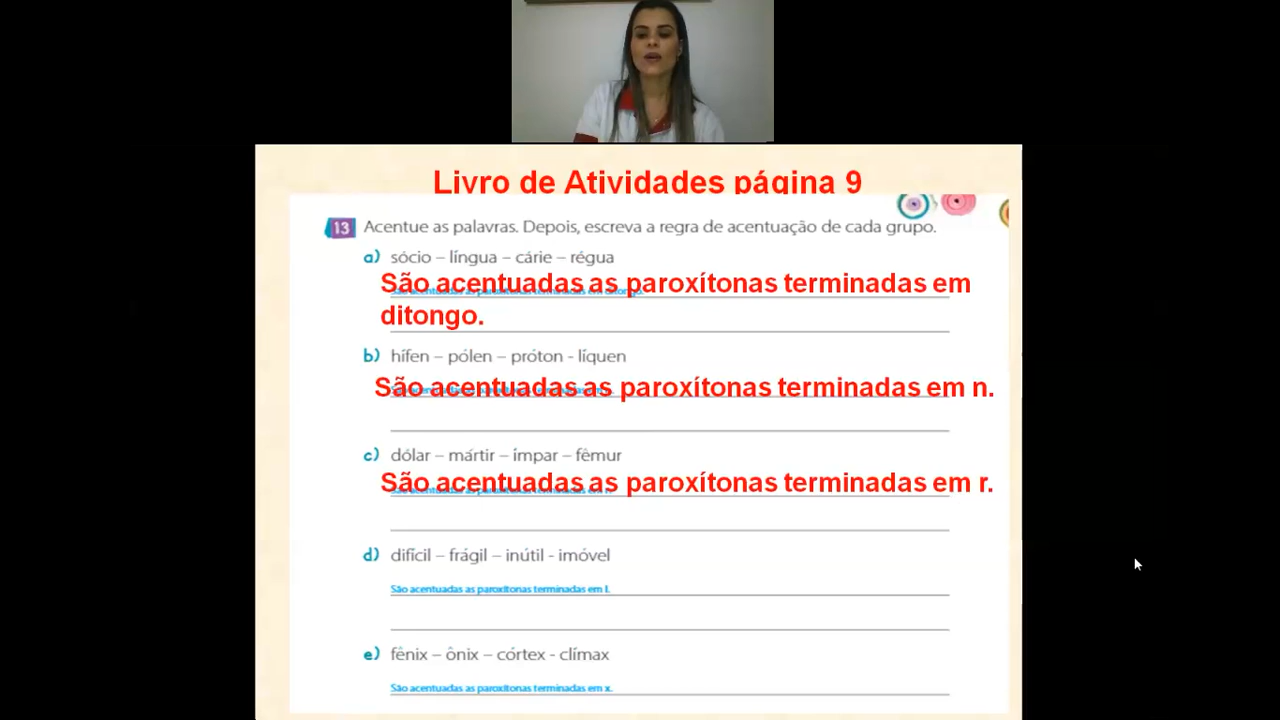 Livro de Atividades página 9
13 Acentue as palavras. Depois, escreva a regra de acentuação de cada grupo.
a) sócio – língua – cárie – régua
São acentuadas as paroxítonas terminadas em
ditongo.
b) hífen – pólen – próton - líquen
São acentuadas as paroxítonas terminadas em n.
c) dólar – mártir – ímpar – fêmur
São acentuadas as paroxítonas terminadas em r.
d) difícil – frágil – inútil - imóvel
São acentuadas as paroxítonas terminadas em l.
e) fênix – ônix – córtex - clímax
São acentuadas as paroxítonas terminadas em x.